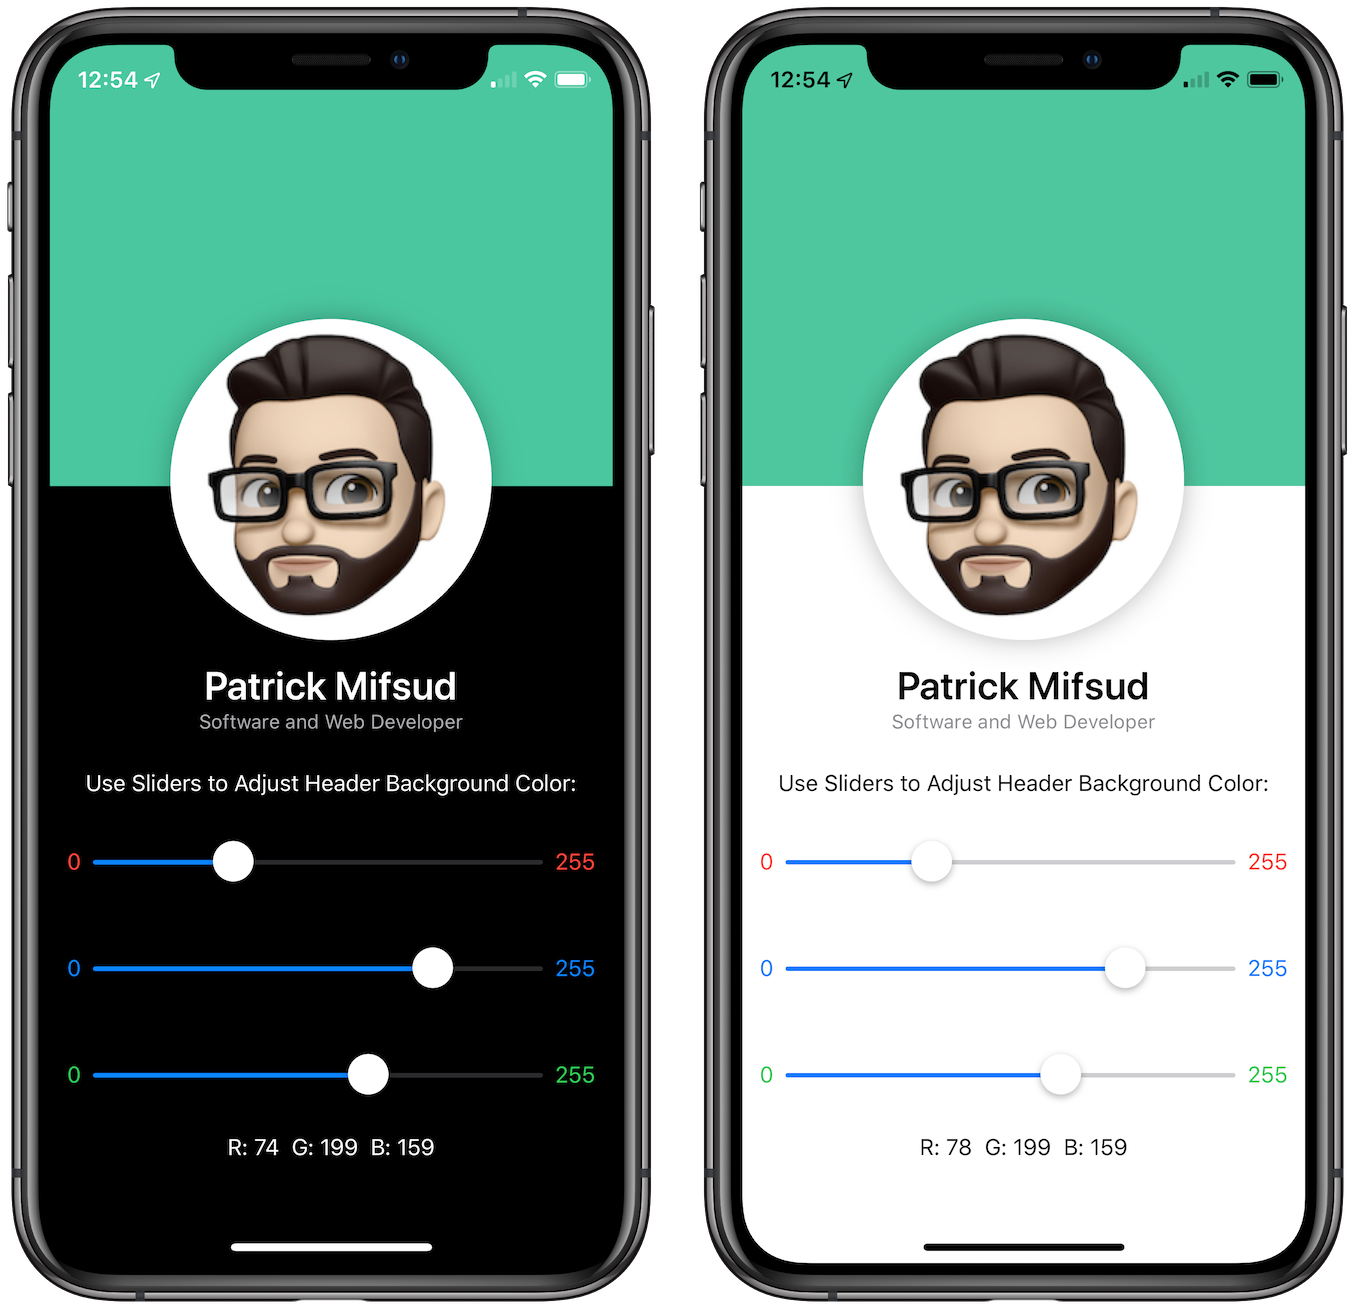 12:54
Patrick Mifsud
Software and Web Developer
Use Sliders to Adjust Header Background Color:
0 255
0 255
0 255
R: 74 G: 199 B: 159
12:54
Patrick Mifsud
Software and Web Developer
Use Sliders to Adjust Header Background Color:
0 255
0 255
0 255
R: 78 G: 199 B: 159